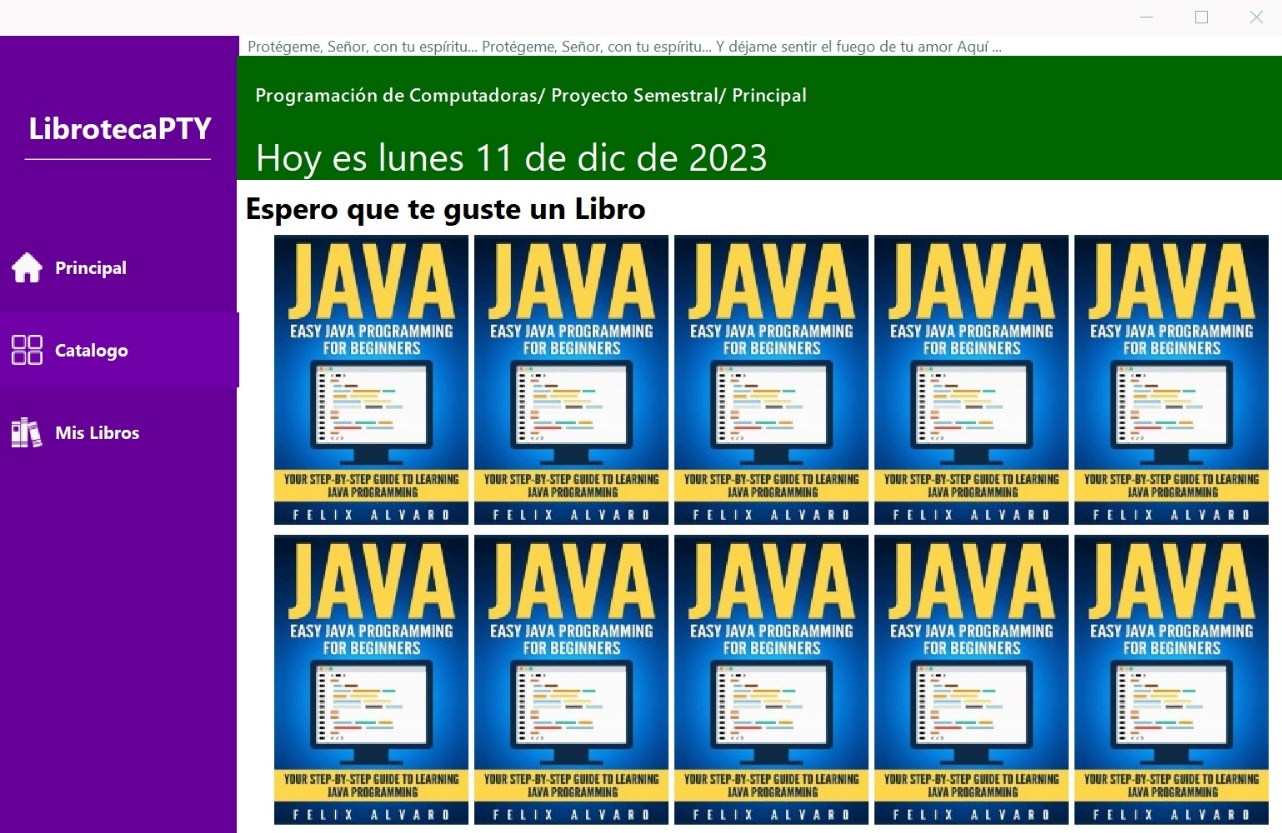 Protégeme, Señor, con tu espíritu... Protégeme, Señor, con tu espíritu... Y déjame sentir el fuego de tu amor Aquí ...
LibrotecaPTY
Programación de Computadoras/ Proyecto Semestral/ Principal
Hoy es lunes 11 de dic de 2023
Principal
Catalogo
Mis Libros
Espero que te guste un Libro
JAVA
EASY JAVA PROGRAMMING
FOR BEGINNERS
YOUR STEP-BY-STEP GUIDE TO LEARNING
JAVA PROGRAMMING
FELIX ALVARO
JAVA
EASY JAVA PROGRAMMING
FOR BEGINNERS
YOUR STEP-BY-STEP GUIDE TO LEARNING
JAVA PROGRAMMING
FELIX ALVARO
JAVA
EASY JAVA PROGRAMMING
FOR BEGINNERS
YOUR STEP-BY-STEP GUIDE TO LEARNING
JAVA PROGRAMMING
FELIX ALVARO
JAVA
EASY JAVA PROGRAMMING
FOR BEGINNERS
YOUR STEP-BY-STEP GUIDE TO LEARNING
JAVA PROGRAMMING
FELIX ALVARO
JAVA
EASY JAVA PROGRAMMING
FOR BEGINNERS
YOUR STEP-BY-STEP GUIDE TO LEARNING
JAVA PROGRAMMING
FELIX ALVARO
JAVA
EASY JAVA PROGRAMMING
FOR BEGINNERS
YOUR STEP-BY-STEP GUIDE TO LEARNING
JAVA PROGRAMMING
FELIX ALVARO
JAVA
EASY JAVA PROGRAMMING
FOR BEGINNERS
YOUR STEP-BY-STEP GUIDE TO LEARNING
JAVA PROGRAMMING
FELIX ALVARO
JAVA
EASY JAVA PROGRAMMING
FOR BEGINNERS
YOUR STEP-BY-STEP GUIDE TO LEARNING
JAVA PROGRAMMING
FELIX ALVARO
JAVA
EASY JAVA PROGRAMMING
FOR BEGINNERS
YOUR STEP-BY-STEP GUIDE TO LEARNING
JAVA PROGRAMMING
FELIX ALVARO
JAVA
EASY JAVA PROGRAMMING
FOR BEGINNERS
YOUR STEP-BY-STEP GUIDE TO LEARNING
JAVA PROGRAMMING
FELIX ALVARO